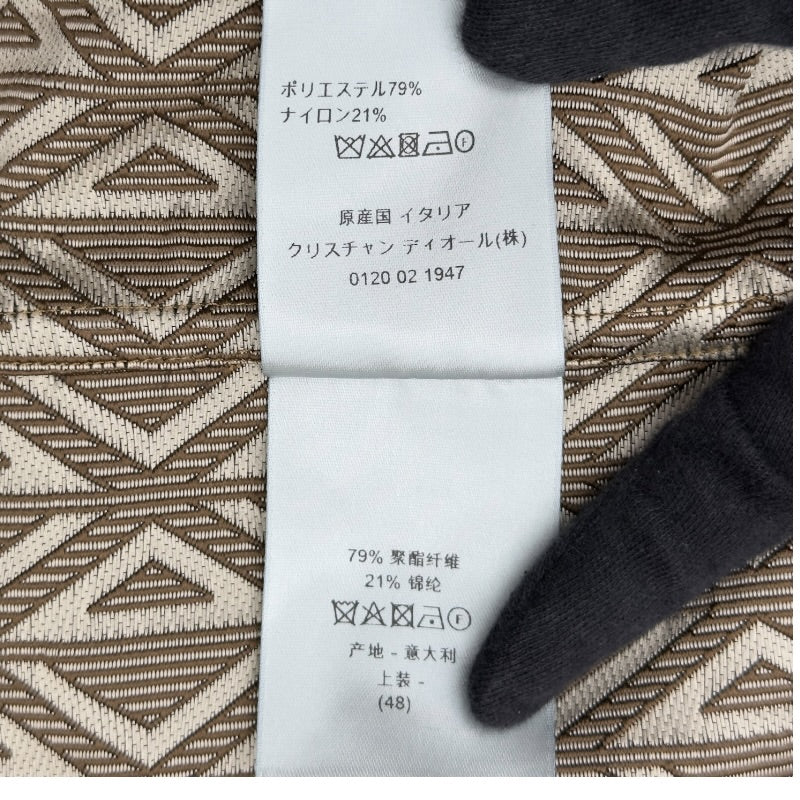 ポリエステル79%
ナイロン21%
原産国 イタリア
クリスチャン ディオール(株)
0120 02 1947
79% 聚酯纤维
21% 锦纶
产地 - 意大利
上装 -
(48)